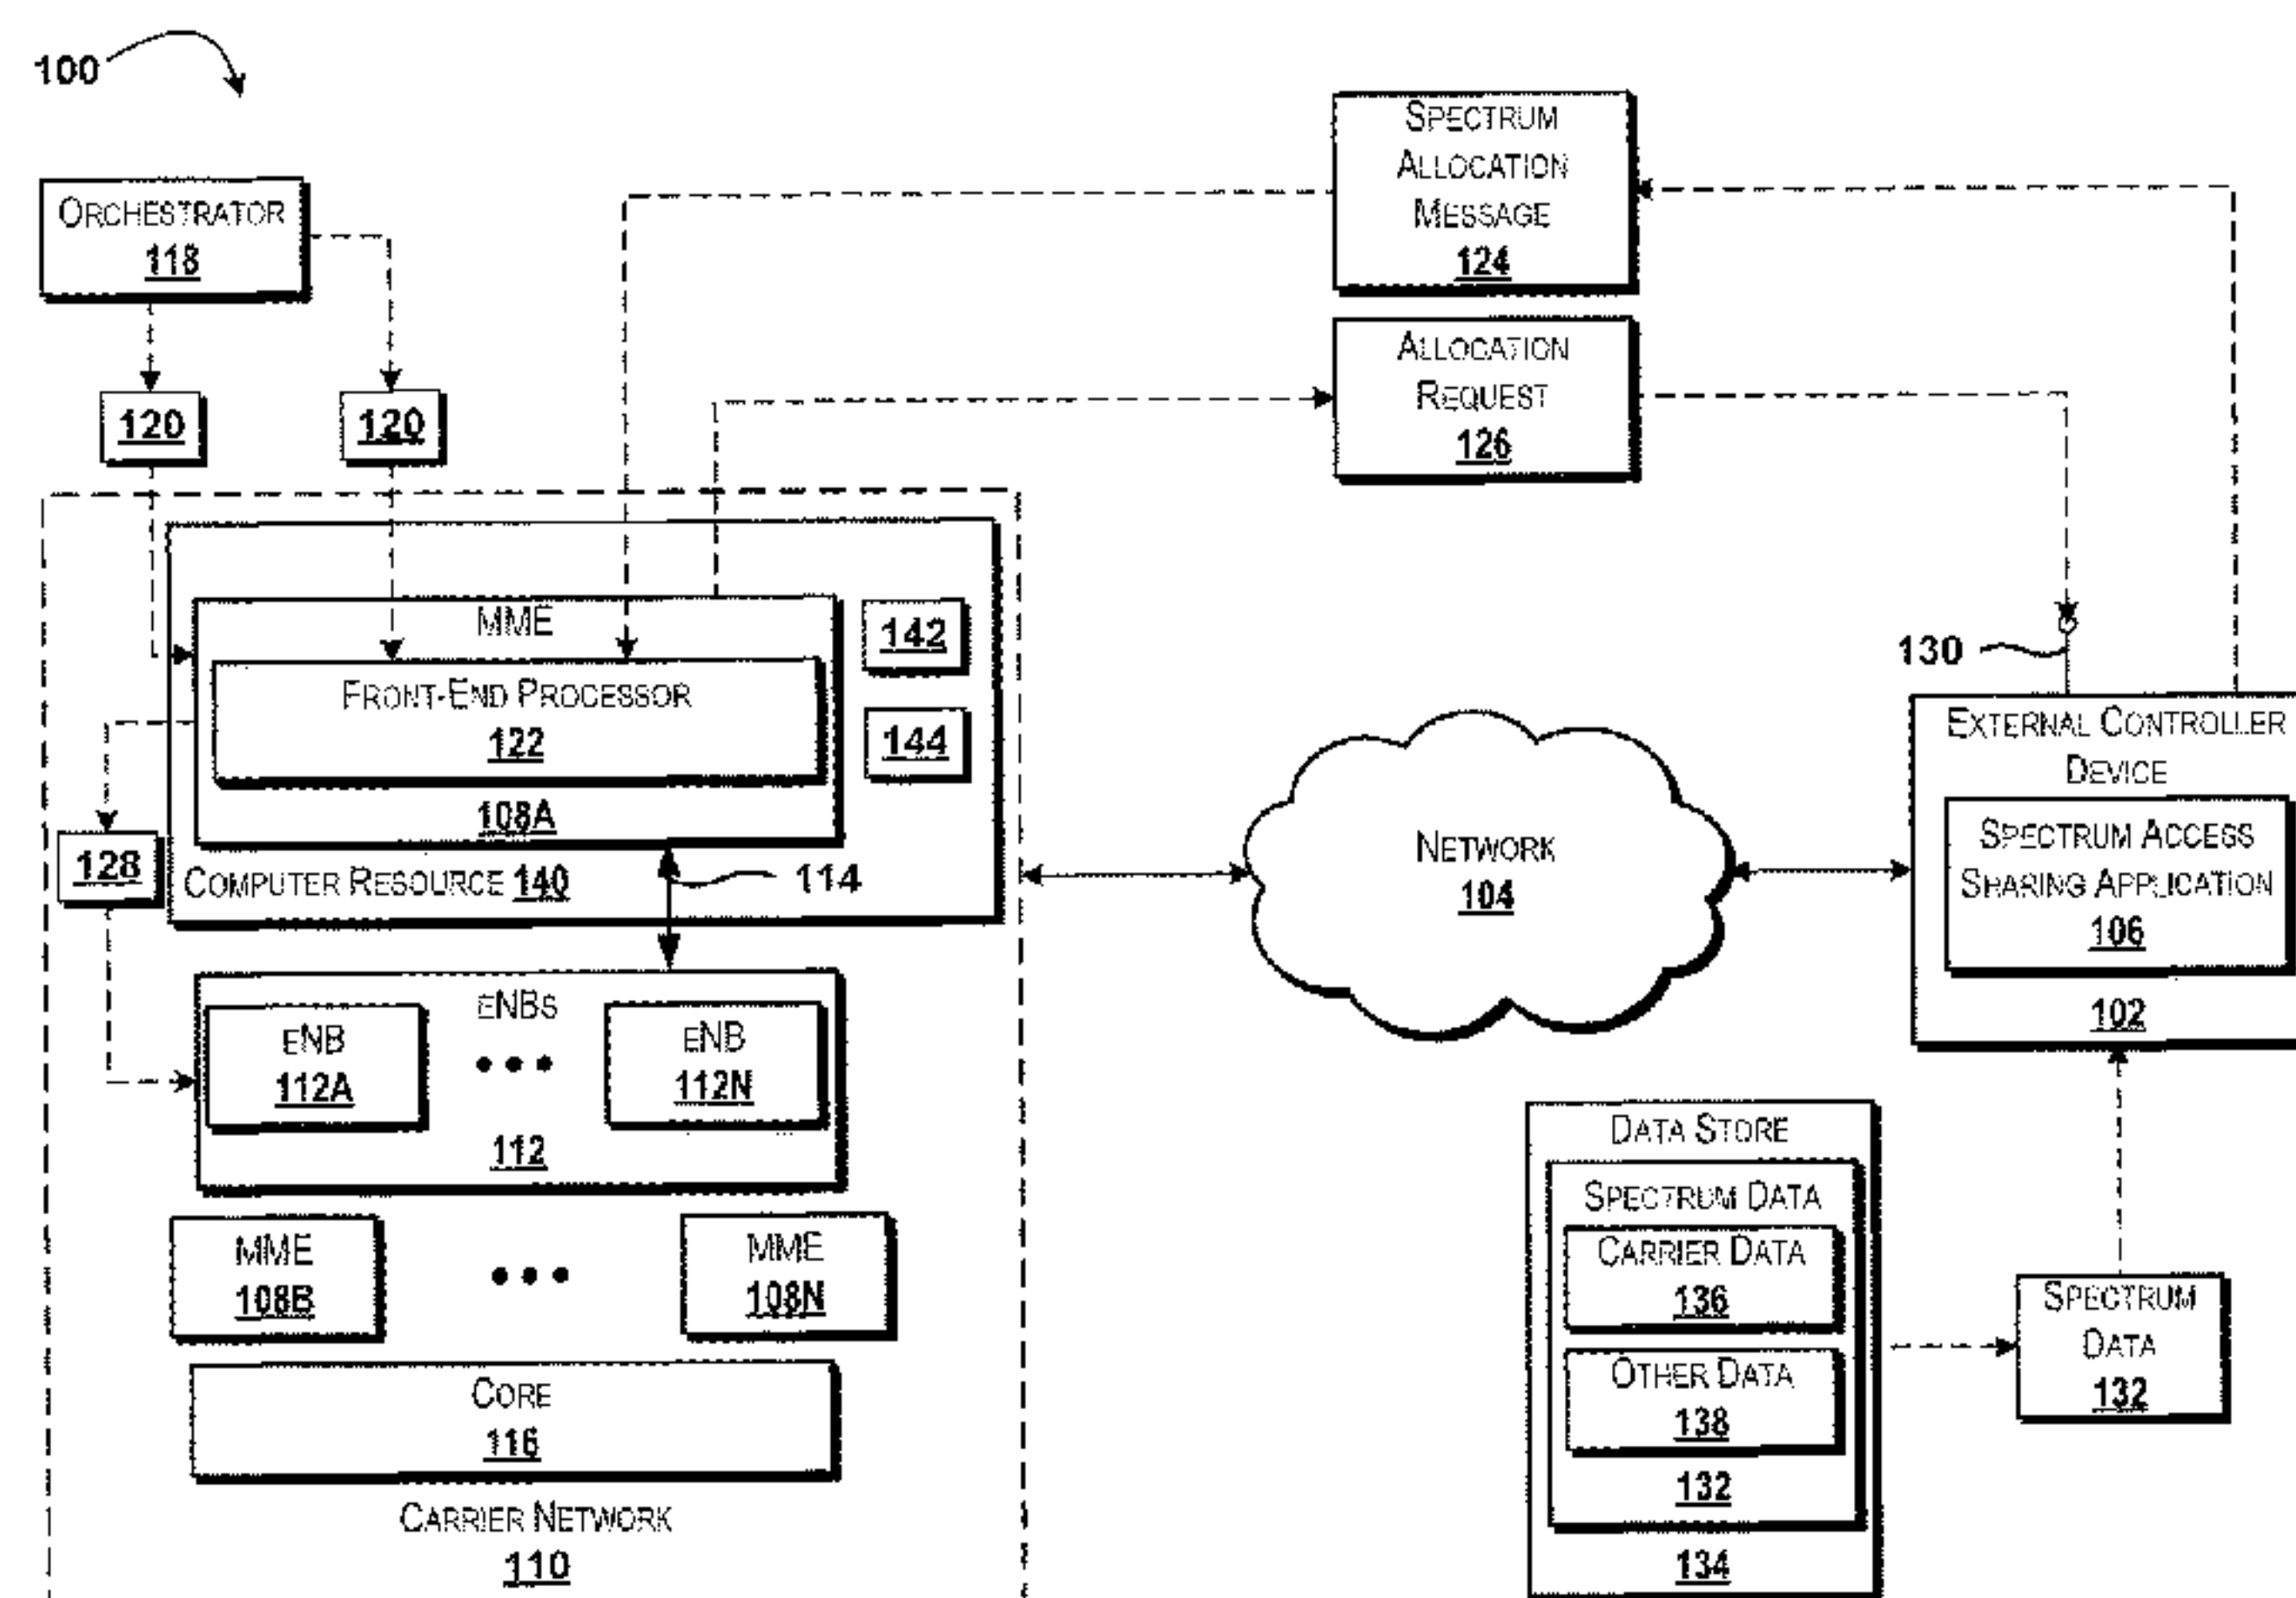 100
ORCHESTRATOR
118
120
120
SPECTRUM
ALLOCATION
MESSAGE
124
ALLOCATION
REQUEST
126
MME
FRONT-END PROCESSOR
122
108A
142
144
COMPUTER RESOURCE 140
128
114
ENBS
ENB
112A
ENB
112N
112
MME
108B
MME
108N
CORE
116
CARRIER NETWORK
110
NETWORK
104
130
EXTERNAL CONTROLLER
DEVICE
SPECTRUM ACCESS
SHARING APPLICATION
106
102
DATA STORE
SPECTRUM DATA
CARRIER DATA
136
OTHER DATA
138
132
134
SPECTRUM
DATA
132